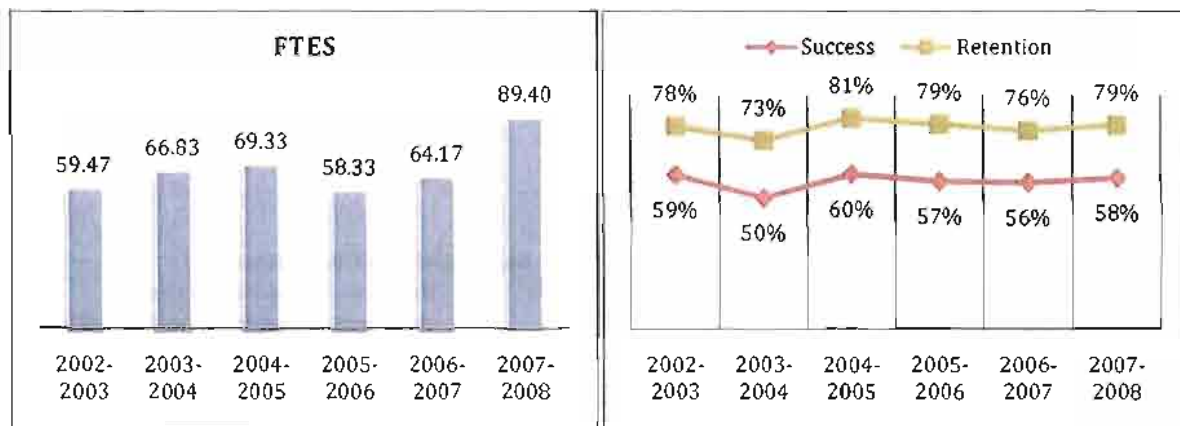 FTES
89.40
66.83
69.33
64.17
59.47
58.33
2002- 2003- 2004- 2005- 2006- 2007-
2003 2004 2005 2006 2007 2008
Success Retention
78% 73% 81% 79% 76% 79%
59% 50% 60% 57% 56% 58%
2002- 2003- 2004- 2005- 2006- 2007-
2003 2004 2005 2006 2007 2008